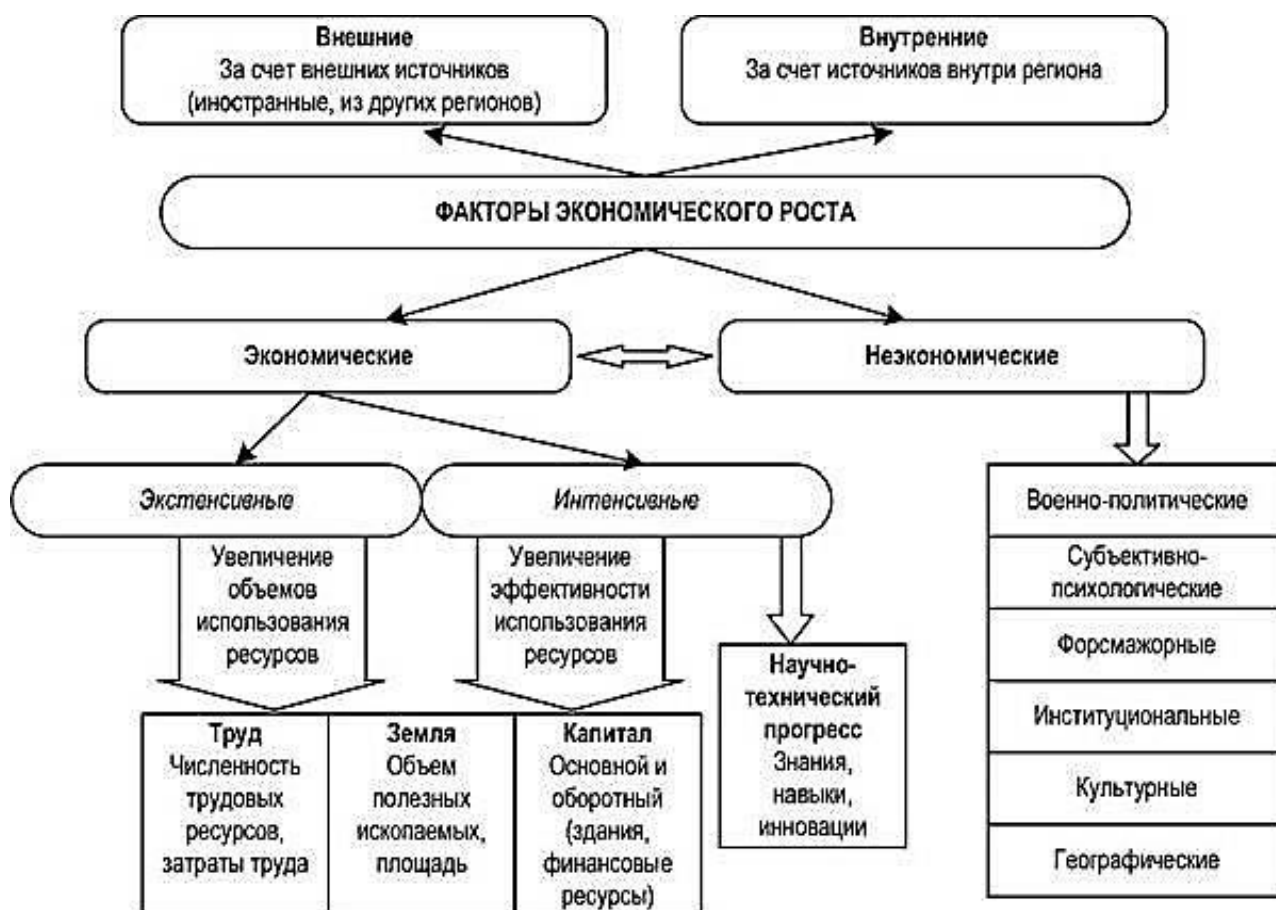 Внешние
За счет внешних источников
(иностранные, из других регионов)
Внутренние
За счет источников внутри региона
ФАКТОРЫ ЭКОНОМИЧЕСКОГО РОСТА
Экономические
Неэкономические
Экстенсивные
Интенсивные
Увеличение
объемов
использования
ресурсов
Увеличение
эффективности
использования
ресурсов
Труд
Численность
трудовых
ресурсов,
затраты труда
Земля
Объем
полезных
ископаемых,
площадь
Капитал
Основной и
оборотный
(здания,
финансовые
ресурсы)
Научно-
технический
прогресс
Знания,
навыки,
инновации
Военно-политические
Субъективно-
психологические
Форсмажорные
Институциональные
Культурные
Географические